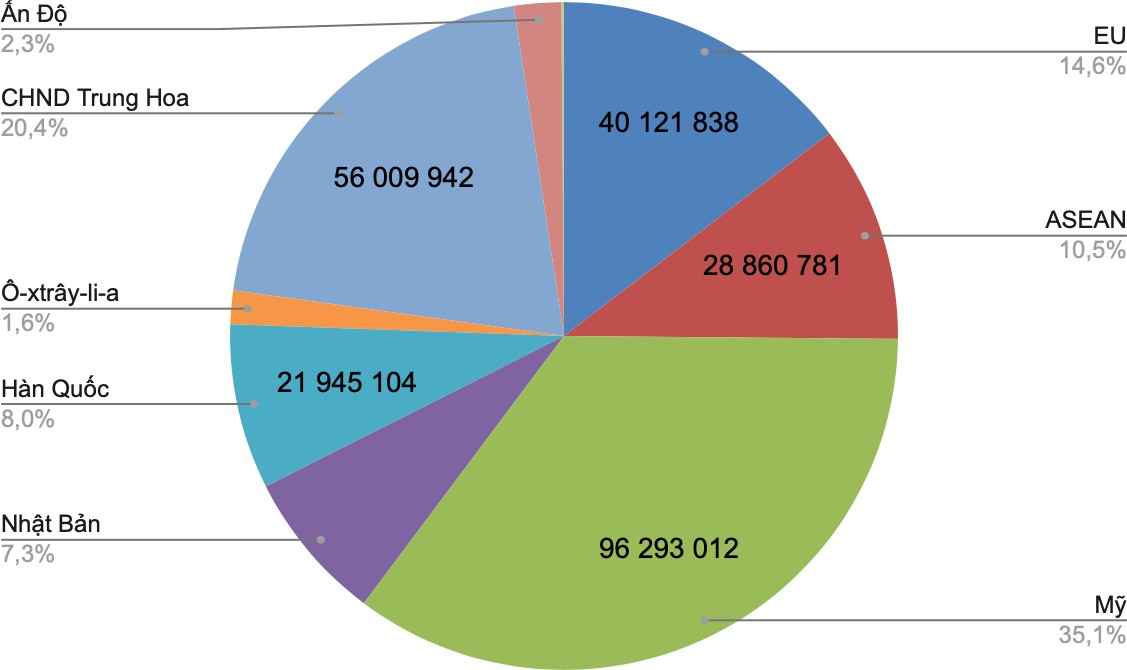 Ấn Độ
2,3%
CHND Trung Hoa
20,4%
Ô-xtrây-li-a
1,6%
Hàn Quốc
8,0%
Nhật Bản
7,3%
EU
14,6%
ASEAN
10,5%
Mỹ
35,1%
40 121 838
28 860 781
96 293 012
21 945 104
56 009 942